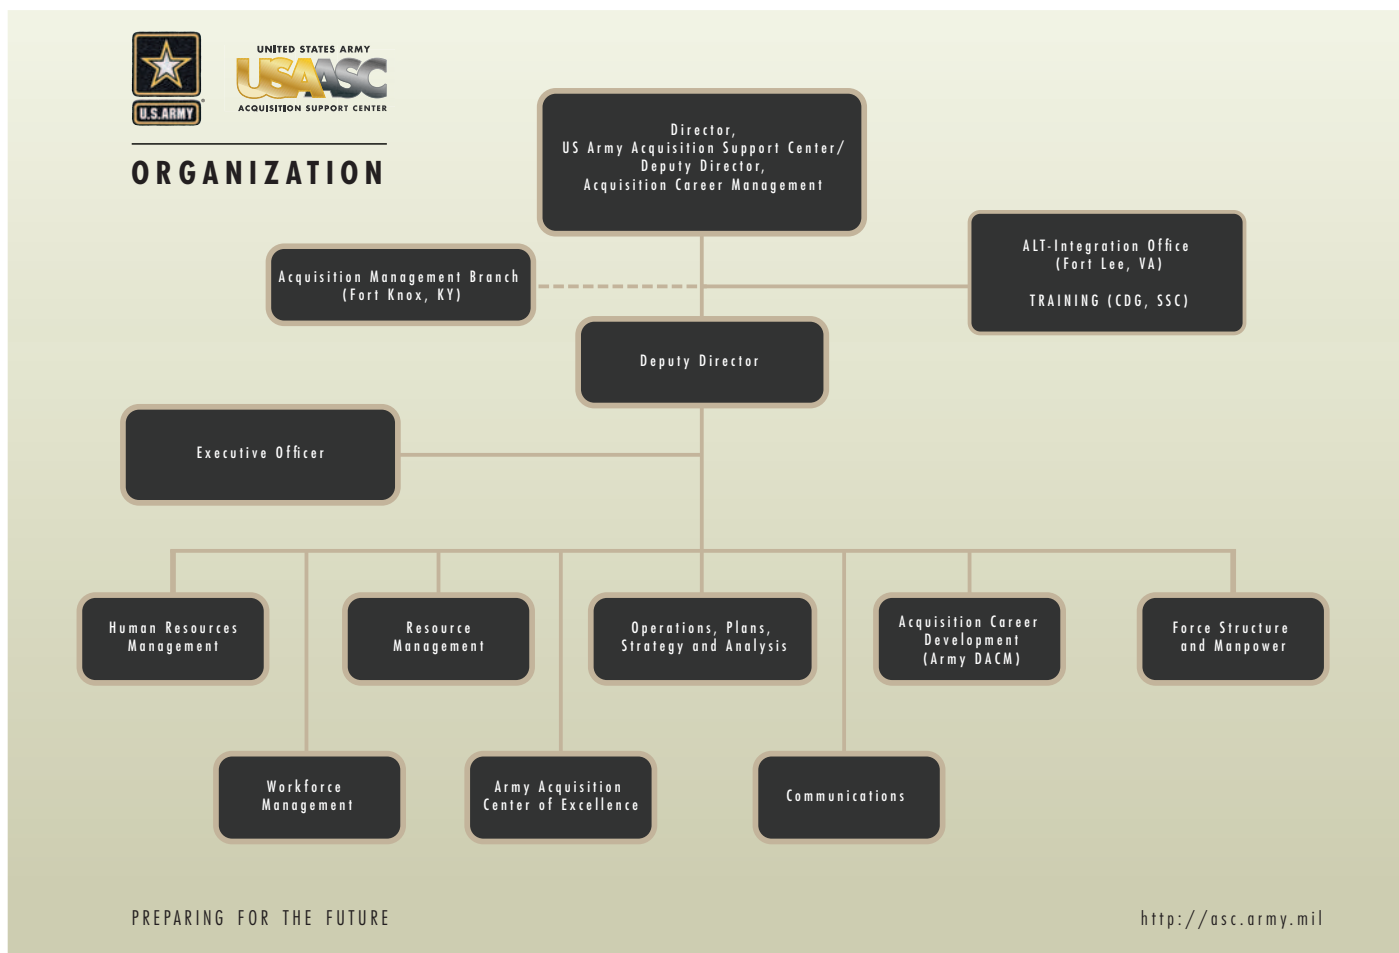 U.S.ARMY
UNITED STATES ARMY
USAASC
ACQUISITION SUPPORT CENTER
ORGANIZATION
Director,
US Army Acquisition Support Center/
Deputy Director,
Acquisition Career Management
Acquisition Management Branch
(Fort Knox, KY)
ALT-Integration Office
(Fort Lee, VA)
TRAINING (CDG, SSC)
Deputy Director
Executive Officer
Human Resources
Management
Resource
Management
Operations, Plans,
Strategy and Analysis
Acquisition Career
Development
(Army DACM)
Force Structure
and Manpower
Workforce
Management
Army Acquisition
Center of Excellence
Communications
PREPARING FOR THE FUTURE
http://asc.army.mil